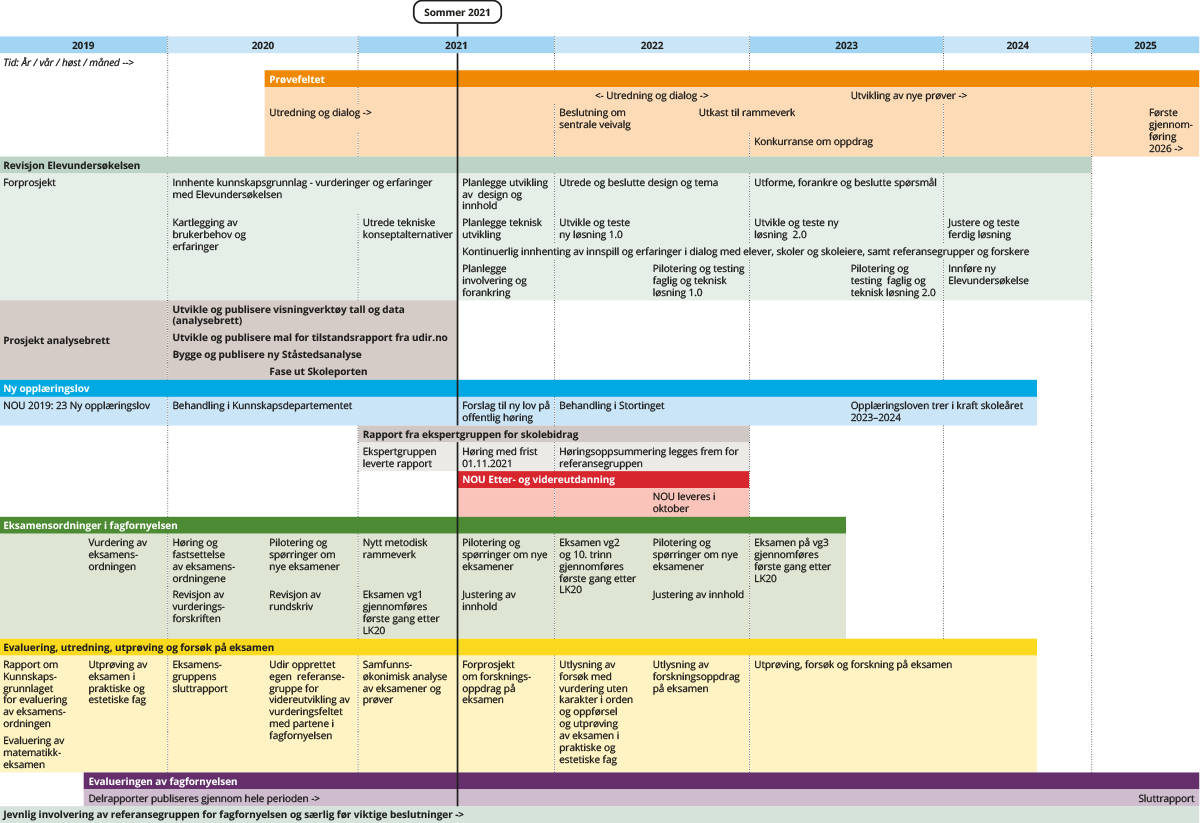 Sommer 2021
2019
2020
2021
2022
2023
2024
2025
Tid: År / vår / høst / måned -->
Prøvefeltet
<- Utredning og dialog ->
Utvikling av nye prøver ->
Utredning og dialog ->
Beslutning om
sentrale veivalg
Utkast til rammeverk
Første
gjennom-
føring
2026 ->
Konkurranse om oppdrag
Revisjon Elevundersøkelsen
Forprosjekt
Innhente kunnskapsgrunnlag - vurderinger og erfaringer
med Elevundersøkelsen
Planlegge utvikling
av design og
innhold
Utrede og beslutte design og tema
Utforme, forankre og beslutte spørsmål
Kartlegging av
brukerbehov og
erfaringer
Utrede tekniske
konseptalternativer
Planlegge teknisk
utvikling
Utvikle og teste
ny løsning 1.0
Utvikle og teste ny
løsning 2.0
Justere og teste
ferdig løsning
Kontinuerlig innhenting av innspill og erfaringer i dialog med elever, skoler og skoleiere, samt referansegrupper og forskere
Planlegge
involvering og
forankring
Pilotering og testing
faglig og teknisk
løsning 1.0
Pilotering og
testing faglig og
teknisk løsning 2.0
Innføre ny
Elevundersøkelse
Prosjekt analysebrett
Utvikle og publisere visningverktøy tall og data
(analysebrett)
Utvikle og publisere mal for tilstandsrapport fra udir.no
Bygge og publisere ny Ståstedsanalyse
Fase ut Skoleporten
Ny opplæringslov
NOU 2019: 23 Ny opplæringslov
Behandling i Kunnskapsdepartementet
Forslag til ny lov på
offentlig høring
Behandling i Stortinget
Opplæringsloven trer i kraft skoleåret
2023–2024
Rapport fra ekspertgruppen for skolebidrag
Ekspertgruppen
leverte rapport
Høring med frist
01.11.2021
Høringsoppsummering legges frem for
referansegruppen
NOU Etter- og videreutdanning
NOU leveres i
oktober
Eksamensordninger i fagfornyelsen
Vurdering av
eksamens-
ordningen
Høring og
fastsettelse
av eksamens-
ordningene
Pilotering og
spørringer om
nye eksamener
Nytt metodisk
rammeverk
Pilotering og
spørringer om nye
eksamener
Eksamen vg2
og 10. trinn
gjennomføres
første gang etter
LK20
Pilotering og
spørringer om nye
eksamener
Eksamen på vg3
gjennomføres
første gang etter
LK20
Revisjon av
vurderings-
forskriften
Revisjon av
rundskriv
Eksamen vg1
gjennomføres
første gang etter
LK20
Justering av
innhold
Justering av innhold
Evaluering, utredning, utprøving og forsøk på eksamen
Rapport om
Kunnskaps-
grunnlaget
for evaluering
av eksamens-
ordningen
Utprøving av
eksamen i
praktiske og
estetiske fag
Eksamens-
gruppens
sluttrapport
Udir opprettet
egen referanse-
gruppe for
videreutvikling av
vurderingsfeltet
med partene i
fagfornyelsen
Samfunns-
økonimisk analyse
av eksamener og
prøver
Forprosjekt
om forsknings-
oppdrag på
eksamen
Utlysning av
forsøk med
vurdering uten
karakter i orden
og oppførsel
og utprøving
av eksamen i
praktiske og
estetiske fag
Utlysning av
forskningsoppdrag
på eksamen
Utprøving, forsøk og forskning på eksamen
Evaluering av
matematikk-
eksamen
Evalueringen av fagfornyelsen
Delrapporter publiseres gjennom hele perioden ->
Sluttrapport
Jevnlig involvering av referansegruppen for fagfornyelsen og særlig før viktige beslutninger ->